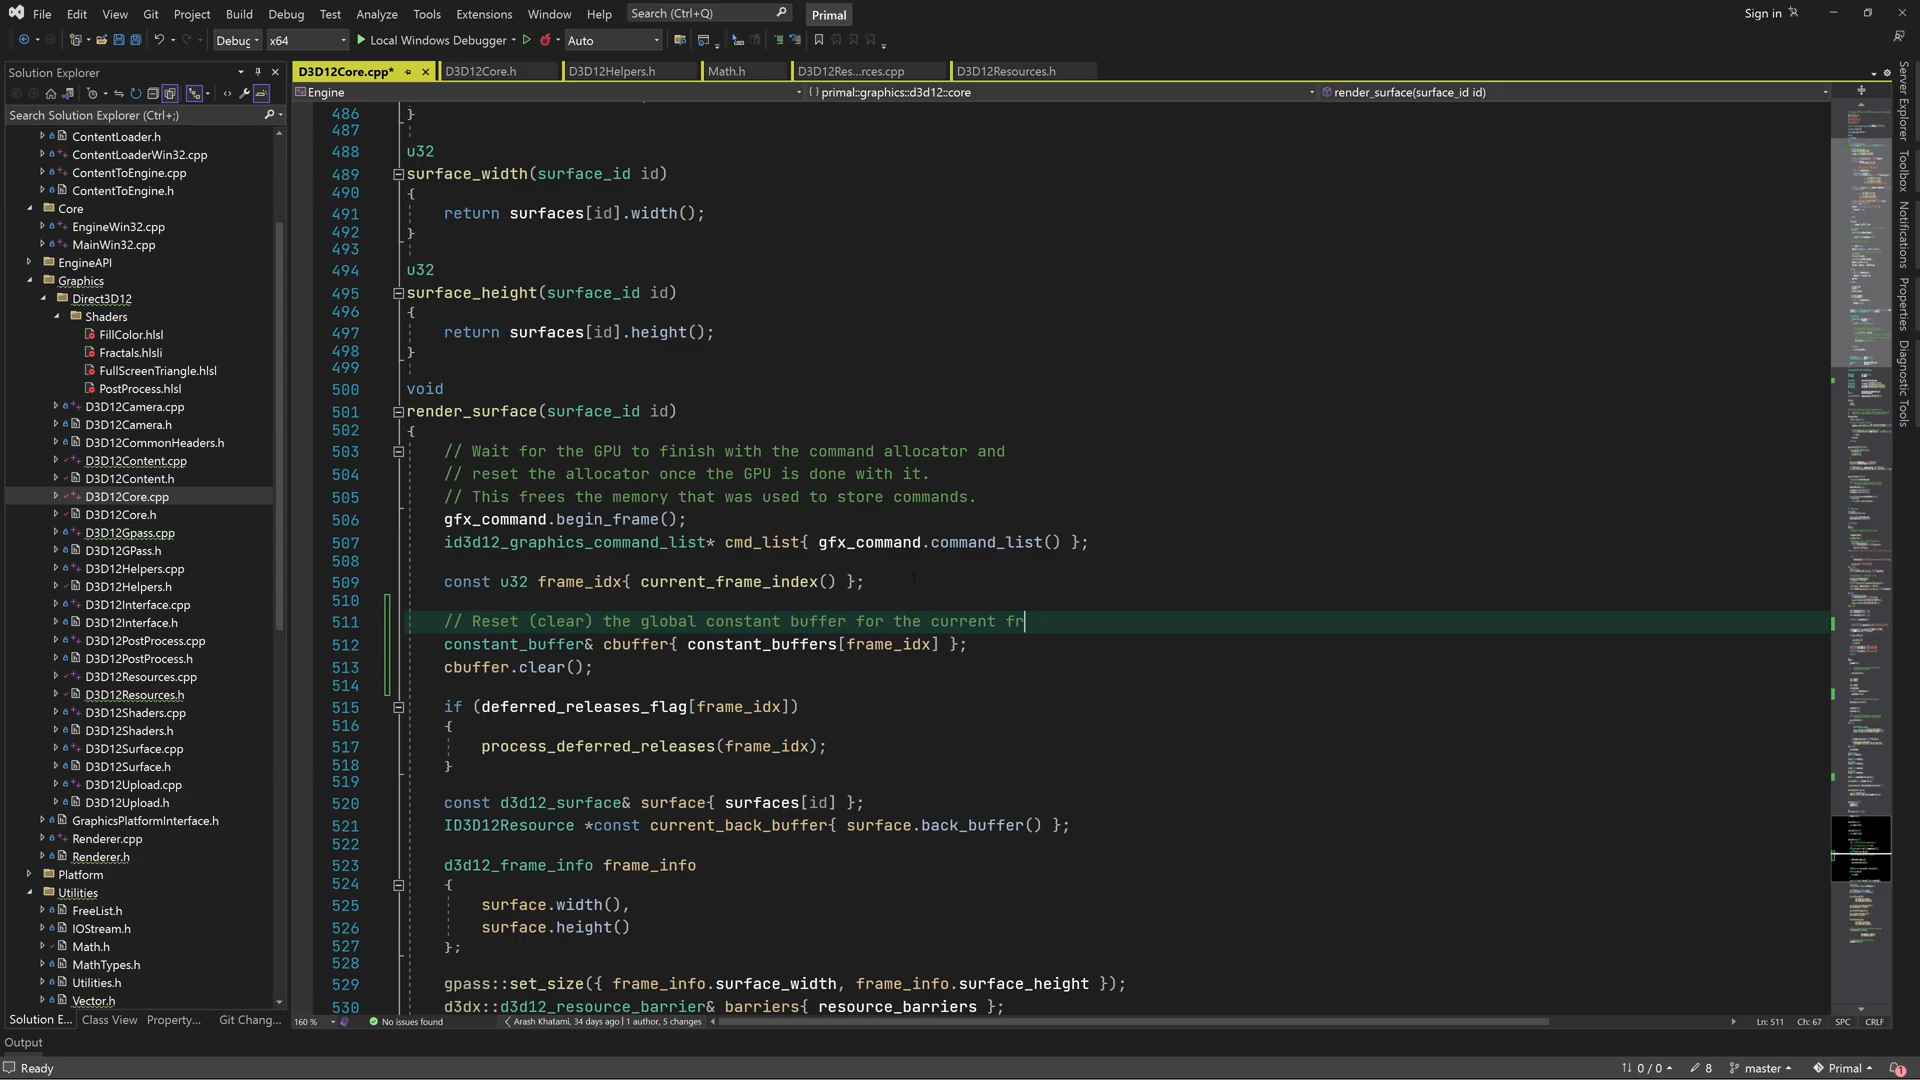 File Edit View Git Project Build Debug Test Analyze Tools Extensions Window Help Search (Ctrl+Q) Primal Sign in
Debug x64 Local Windows Debugger Auto
Solution Explorer
Search Solution Explorer (Ctrl+;)
ContentLoader.h
ContentLoaderWin32.cpp
ContentToEngine.cpp
ContentToEngine.h
Core
EngineWin32.cpp
MainWin32.cpp
EngineAPI
Graphics
Direct3D12
Shaders
FillColor.hlsl
Fractals.hlsli
FullScreenTriangle.hlsl
PostProcess.hlsl
D3D12Camera.cpp
D3D12Camera.h
D3D12CommonHeaders.h
D3D12Content.cpp
D3D12Content.h
D3D12Core.cpp
D3D12Core.h
D3D12Gpass.cpp
D3D12GPass.h
D3D12Helpers.cpp
D3D12Helpers.h
D3D12Interface.cpp
D3D12Interface.h
D3D12PostProcess.cpp
D3D12PostProcess.h
D3D12Resources.cpp
D3D12Resources.h
D3D12Shaders.cpp
D3D12Shaders.h
D3D12Surface.cpp
D3D12Surface.h
D3D12Upload.cpp
D3D12Upload.h
GraphicsPlatformInterface.h
Renderer.cpp
Renderer.h
Platform
Utilities
FreeList.h
IOStream.h
Math.h
MathTypes.h
Utilities.h
Vector.h
Solution E... Class View Property... Git Chang...
D3D12Core.cpp* D3D12Core.h D3D12Helpers.h Math.h D3D12Res...rces.cpp D3D12Resources.h
Engine {} primal::graphics::d3d12::core render_surface(surface_id id)
486 }
487
488 u32
489 surface_width(surface_id id)
490 {
491 return surfaces[id].width();
492 }
493
494 u32
495 surface_height(surface_id id)
496 {
497 return surfaces[id].height();
498 }
499
500 void
501 render_surface(surface_id id)
502 {
503 // Wait for the GPU to finish with the command allocator and
504 // reset the allocator once the GPU is done with it.
505 // This frees the memory that was used to store commands.
506 gfx_command.begin_frame();
507 id3d12_graphics_command_list* cmd_list{ gfx_command.command_list() };
508
509 const u32 frame_idx{ current_frame_index() };
510
511 // Reset (clear) the global constant buffer for the current fr
512 constant_buffer& cbuffer{ constant_buffers[frame_idx] };
513 cbuffer.clear();
514
515 if (deferred_releases_flag[frame_idx])
516 {
517 process_deferred_releases(frame_idx);
518 }
519
520 const d3d12_surface& surface{ surfaces[id] };
521 ID3D12Resource *const current_back_buffer{ surface.back_buffer() };
522
523 d3d12_frame_info frame_info
524 {
525 surface.width(),
526 surface.height()
527 };
528
529 gpass::set_size({ frame_info.surface_width, frame_info.surface_height });
530 d3dx::d3d12_resource_barrier& barriers{ resource_barriers };
160 % No issues found Arash Khatami, 34 days ago | 1 author, 5 changes Ln: 511 Ch: 67 SPC CRLF
Server Explorer
Toolbox
Notifications
Properties
Diagnostic Tools
Output
Ready 0 / 0 8 master Primal 1